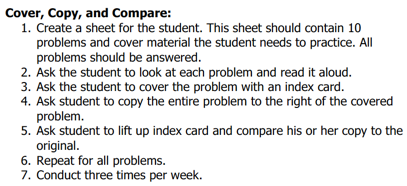 Cover, Copy, and Compare:
1. Create a sheet for the student. This sheet should contain 10
problems and cover material the student needs to practice. All
problems should be answered.
2. Ask the student to look at each problem and read it aloud.
3. Ask the student to cover the problem with an index card.
4. Ask student to copy the entire problem to the right of the covered
problem.
5. Ask student to lift up index card and compare his or her copy to the
original.
6. Repeat for all problems.
7. Conduct three times per week.